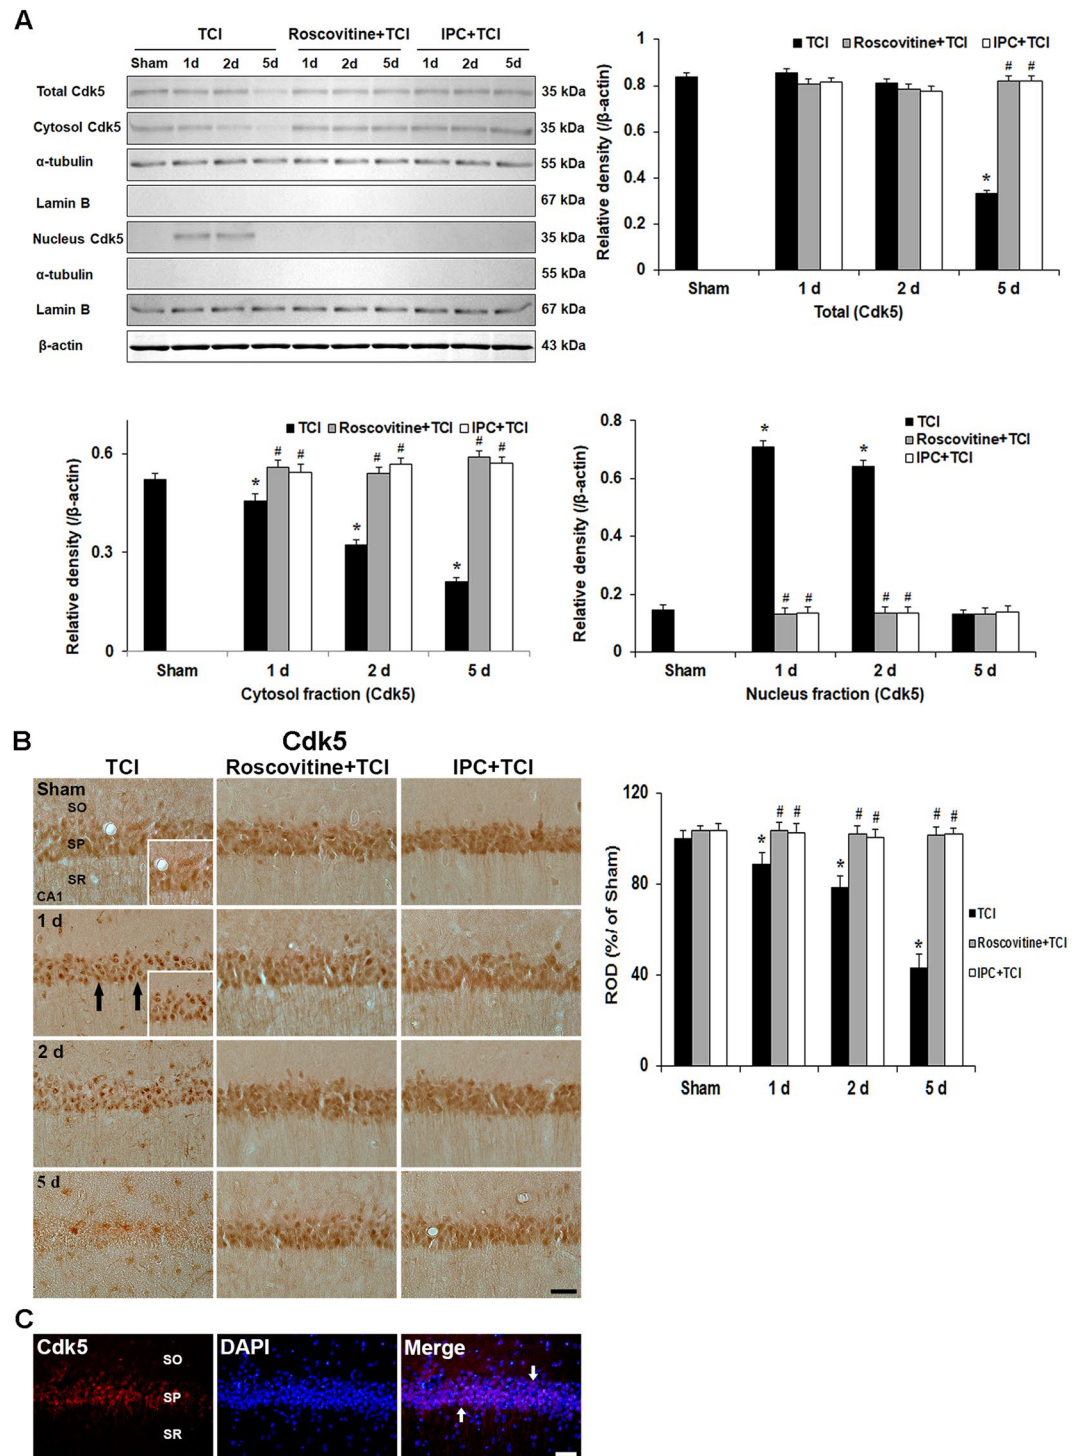 A
TCI Roscovitine+TCI IPC+TCI
Sham 1d 2d 5d 1d 2d 5d 1d 2d 5d
Total Cdk5 35 kDa
Cytosol Cdk5 35 kDa
α-tubulin 55 kDa
Lamin B 67 kDa
Nucleus Cdk5 35 kDa
α-tubulin 55 kDa
Lamin B 67 kDa
β-actin 43 kDa
Relative density (/β-actin)
1
0.8
0.6
0.4
0.2
0
TCI Roscovitine+TCI IPC+TCI
# #
*
Sham 1 d 2 d 5 d
Total (Cdk5)
Relative density (/β-actin)
0.6
0.3
0
TCI Roscovitine+TCI IPC+TCI
* # # * # # * # #
Sham 1 d 2 d 5 d
Cytosol fraction (Cdk5)
Relative density (/β-actin)
0.8
0.6
0.4
0.2
0
TCI
Roscovitine+TCI
IPC+TCI
* # # * # #
Sham 1 d 2 d 5 d
Nucleus fraction (Cdk5)
B
Cdk5
TCI Roscovitine+TCI IPC+TCI
Sham
SO
SP
SR
CA1
1 d
2 d
5 d
ROD (%/ of Sham)
120
80
40
0
* # # * # # * # #
TCI
Roscovitine+TCI
IPC+TCI
Sham 1 d 2 d 5 d
C
Cdk5 DAPI Merge
SO
SP
SR